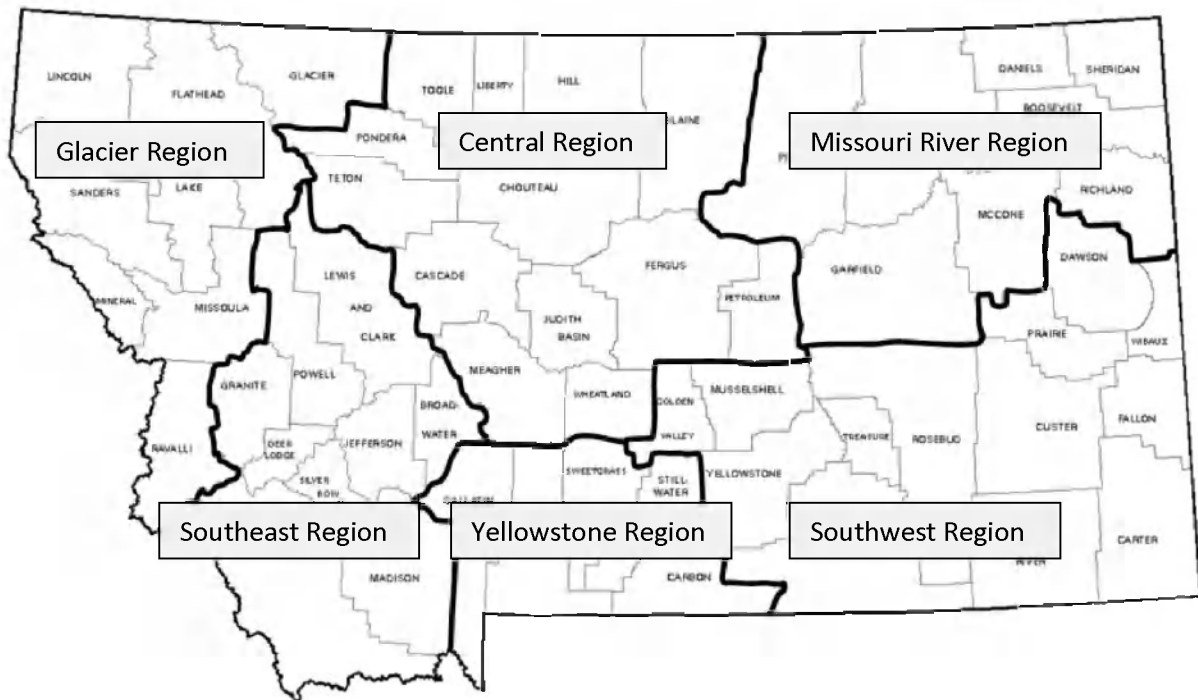 LINCOLN
FLATHEAD
GLACIER
TOOLE
LIBERTY
HILL
DANIELS
SHERIDAN
ROOSEVELT
PONDERA
Glacier Region
Central Region
Missouri River Region
SANDERS
LAKE
TETON
CHOUTEAU
RICHLAND
MCCONE
LEWIS
AND
CLARK
CASCADE
FERGUS
GARFIELD
DAWSON
MINERAL
MISSOULA
JUDITH
BASIN
PETROLEUM
PRAIRE
WIBAUX
GRANITE
POWELL
MEAGHER
WHEATLAND
GOLDEN
VALLEY
MUSSELSHELL
BROAD-
WATER
RAVALLI
DEER
LODGE
JEFFERSON
SILVER
BOW
SWEETGRASS
STILL-
WATER
YELLOWSTONE
TREASURE
ROSEBUD
CUSTER
FALLON
Southeast Region
Yellowstone Region
Southwest Region
MADISON
CARBON
RIVER
CARTER